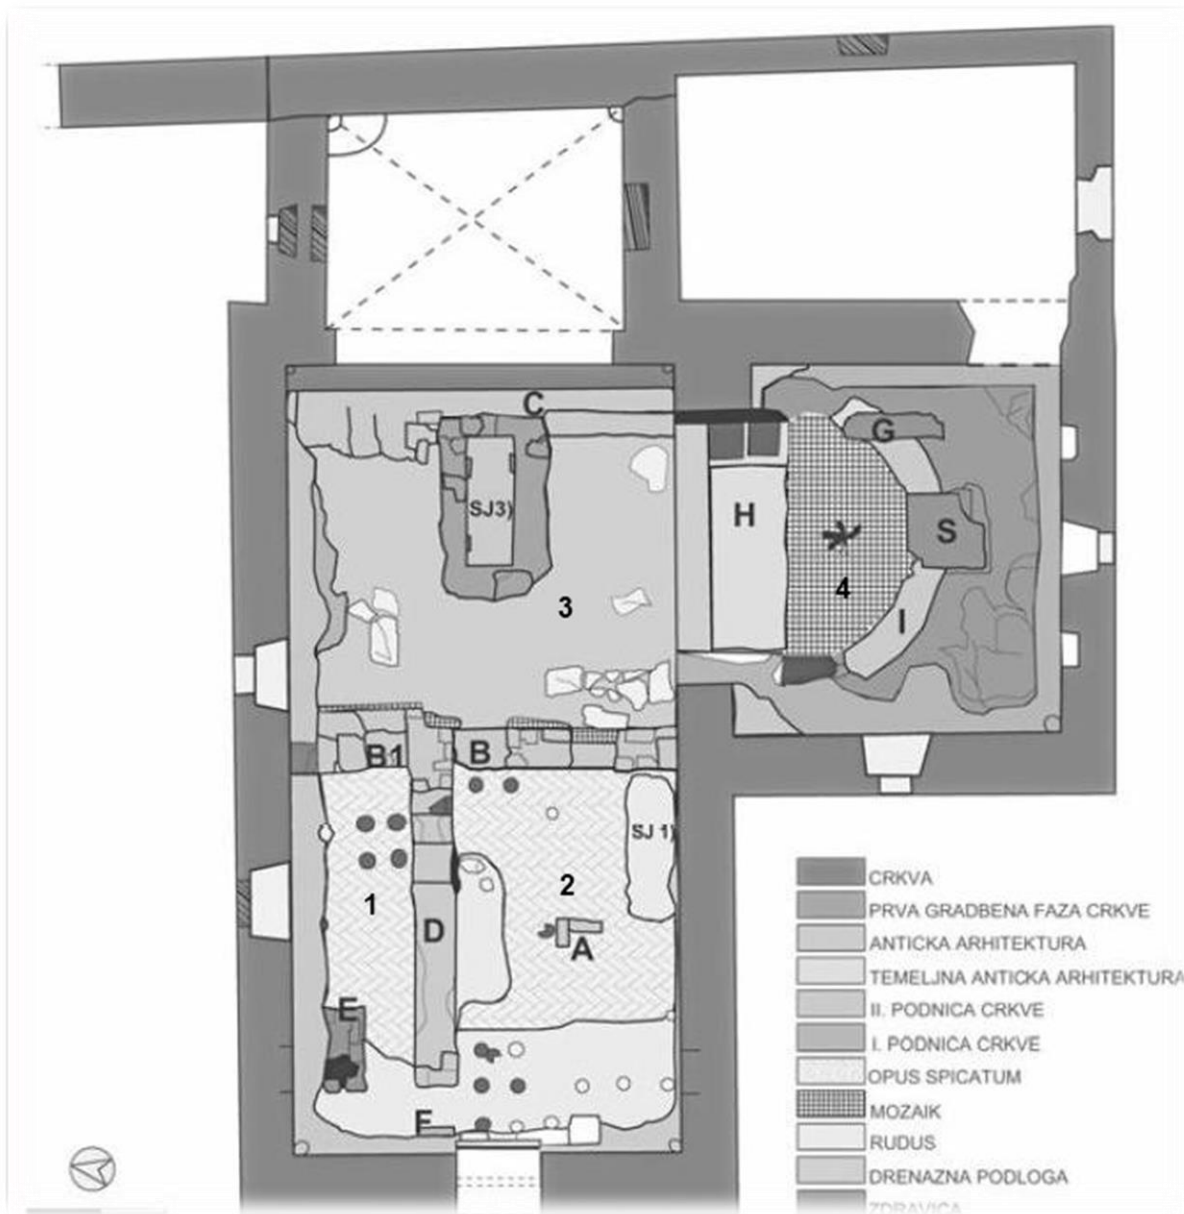 C
G
SJ3)
H
S
4
3
I
B1
B
SJ 1)
2
1
D
A
E
F
CRKVA
PRVA GRADBENA FAZA CRKVE
ANTICKA ARHITEKTURA
TEMELJNA ANTICKA ARHITEKTURA
II. PODNICA CRKVE
I. PODNICA CRKVE
OPUS SPICATUM
MOZAIK
RUDUS
DRENAZNA PODLOGA
ZDRAVICA